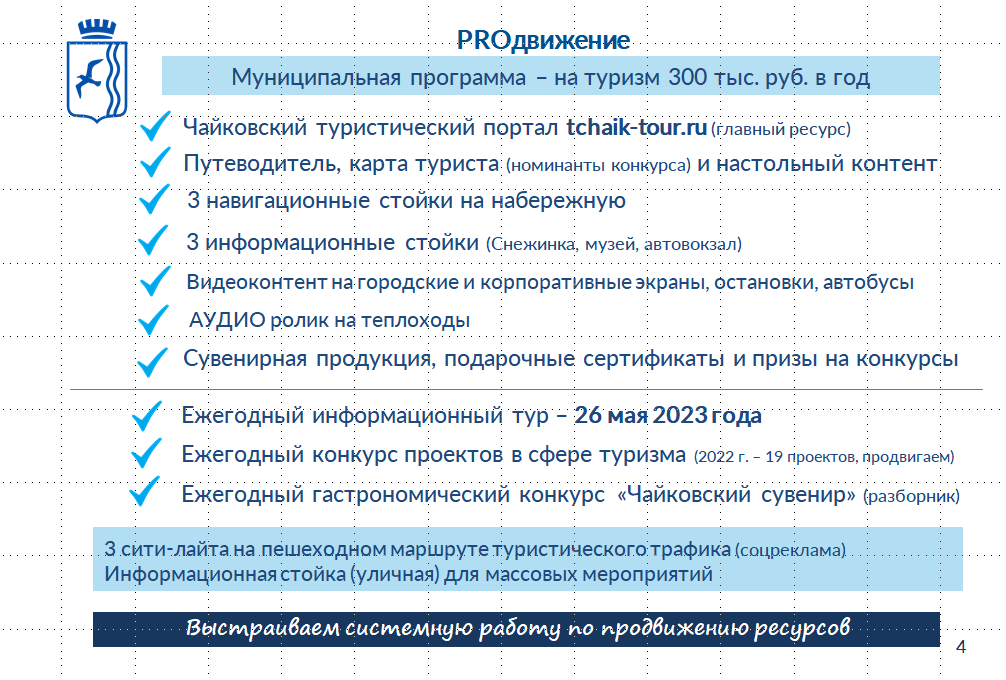 PROдвижение
Муниципальная программа – на туризм 300 тыс. руб. в год
Чайковский туристический портал tchaik-tour.ru (главный ресурс)
Путеводитель, карта туриста (номинанты конкурса) и настольный контент
3 навигационные стойки на набережную
3 информационные стойки (Снежинка, музей, автовокзал)
Видеоконтент на городские и корпоративные экраны, остановки, автобусы
АУДИО ролик на теплоходы
Сувенирная продукция, подарочные сертификаты и призы на конкурсы
Ежегодный информационный тур – 26 мая 2023 года
Ежегодный конкурс проектов в сфере туризма (2022 г. – 19 проектов, продвигаем)
Ежегодный гастрономический конкурс «Чайковский сувенир» (разборник)
3 сити-лайта на пешеходном маршруте туристического трафика (соцреклама)
Информационная стойка (уличная) для массовых мероприятий
Выстраиваем системную работу по продвижению ресурсов
4